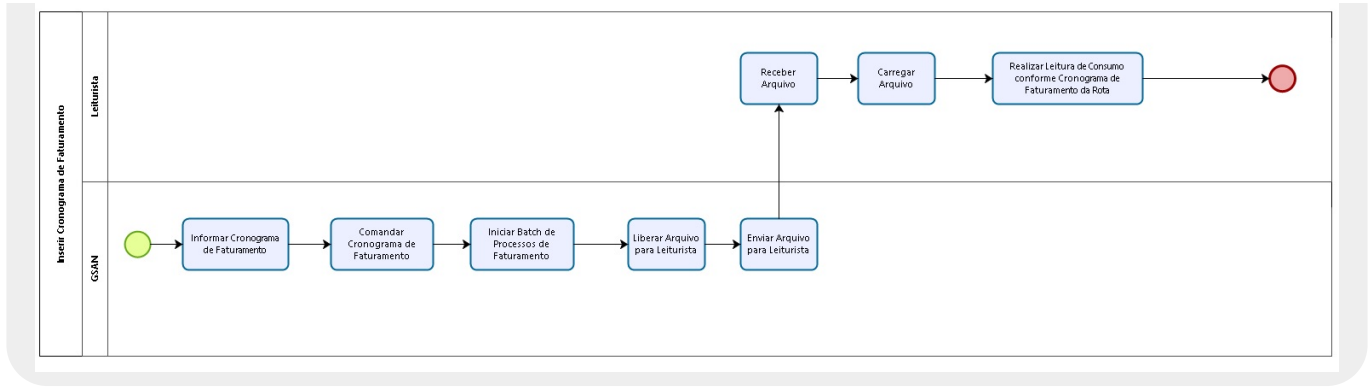 Inserir Cronograma de Faturamento
Leiturista
Receber
Arquivo
Carregar
Arquivo
Realizar Leitura de Consumo
conforme Cronograma de
Faturamento da Rota
GSAN
Informar Cronograma
de Faturamento
Comandar
Cronograma de
Faturamento
Iniciar Batch de
Processos de
Faturamento
Liberar Arquivo
para Leiturista
Enviar Arquivo
para Leiturista